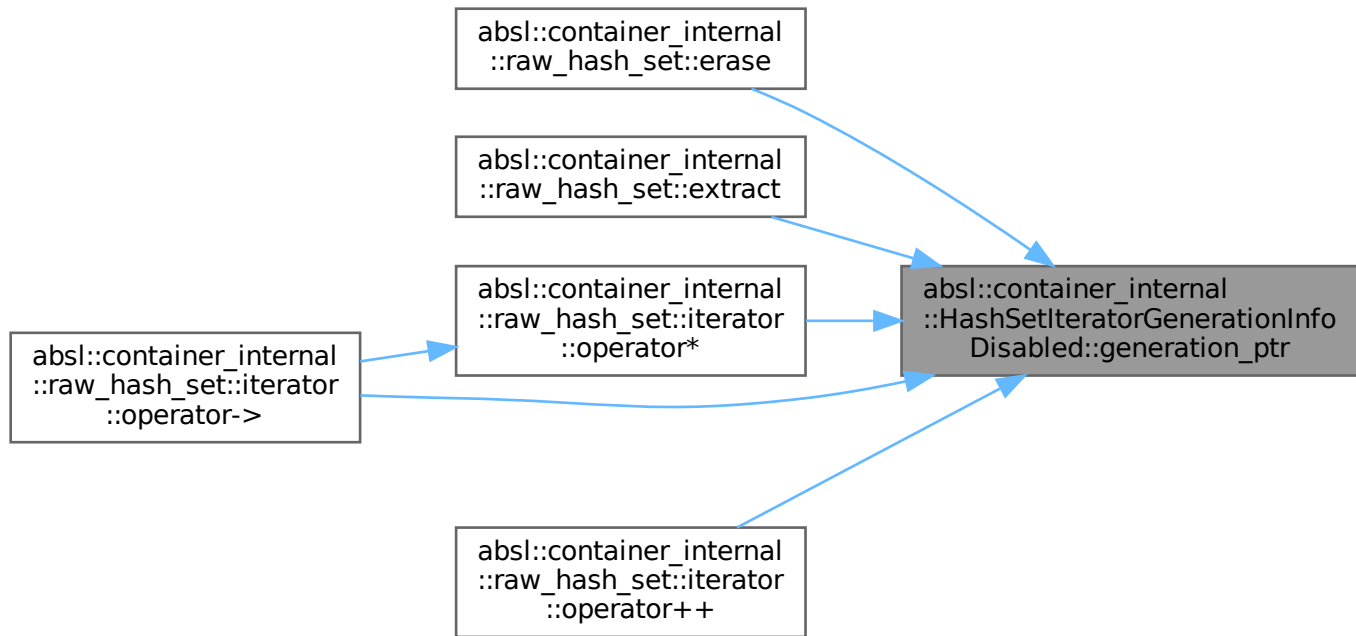 absl::container_internal
::raw_hash_set::erase
absl::container_internal
::raw_hash_set::extract
absl::container_internal
::raw_hash_set::iterator
::operator*
absl::container_internal
::HashSetIteratorGenerationInfo
Disabled::generation_ptr
absl::container_internal
::raw_hash_set::iterator
::operator->
absl::container_internal
::raw_hash_set::iterator
::operator++